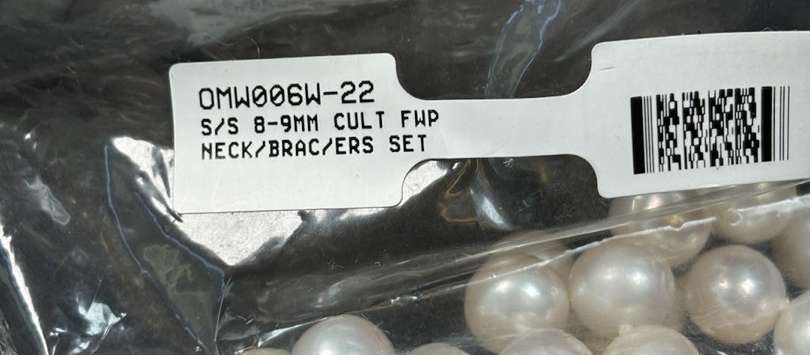 OMW006W-22
S/S 8-9MM CULT FWP
NECK/BRAC/ERS SET